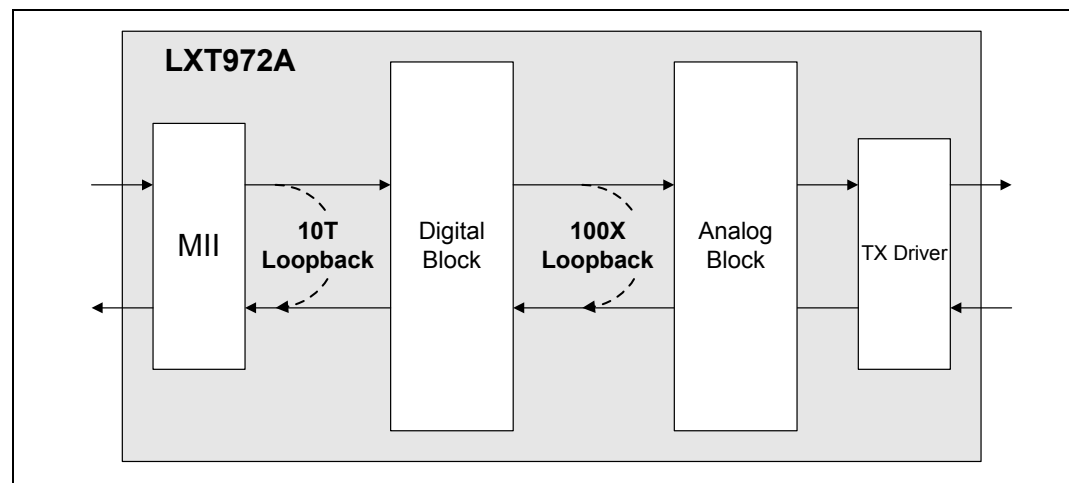 LXT972A
MII
10T
Loopback
Digital
Block
100X
Loopback
Analog
Block
TX Driver